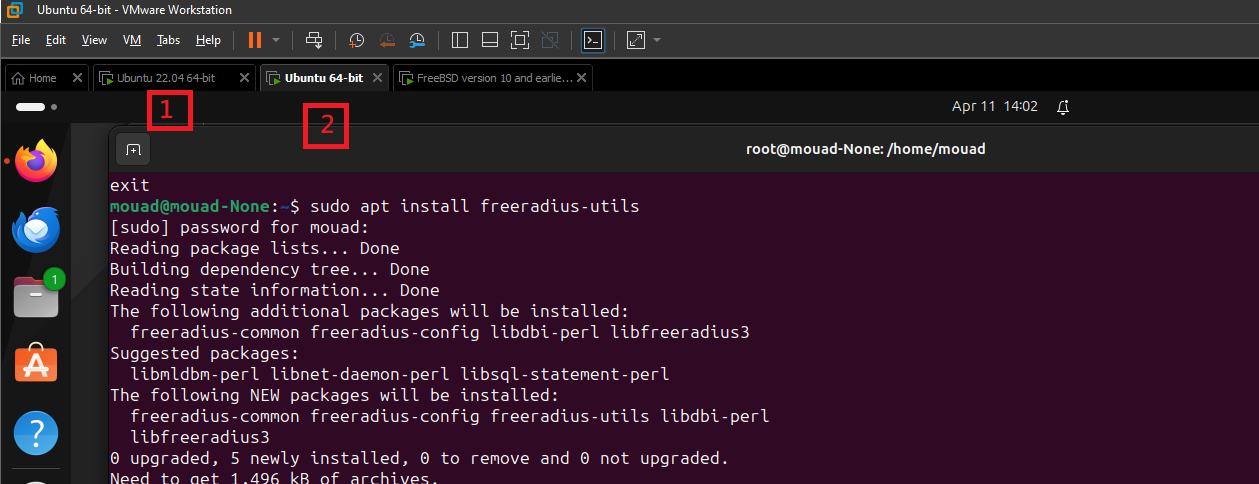 Ubuntu 64-bit - VMware Workstation
File Edit View VM Tabs Help
Home Ubuntu 22.04 64-bit Ubuntu 64-bit FreeBSD version 10 and earlie...
1 2
Apr 11 14:02
root@mouad-None: /home/mouad
exit
mouad@mouad-None:~$ sudo apt install freeradius-utils
[sudo] password for mouad:
Reading package lists... Done
Building dependency tree... Done
Reading state information... Done
The following additional packages will be installed:
freeradius-common freeradius-config libdbi-perl libfreeradius3
Suggested packages:
libmldbm-perl libnet-daemon-perl libsql-statement-perl
The following NEW packages will be installed:
freeradius-common freeradius-config freeradius-utils libdbi-perl
libfreeradius3
0 upgraded, 5 newly installed, 0 to remove and 0 not upgraded.
Need to get 1,496 kB of archives.
1
A
?